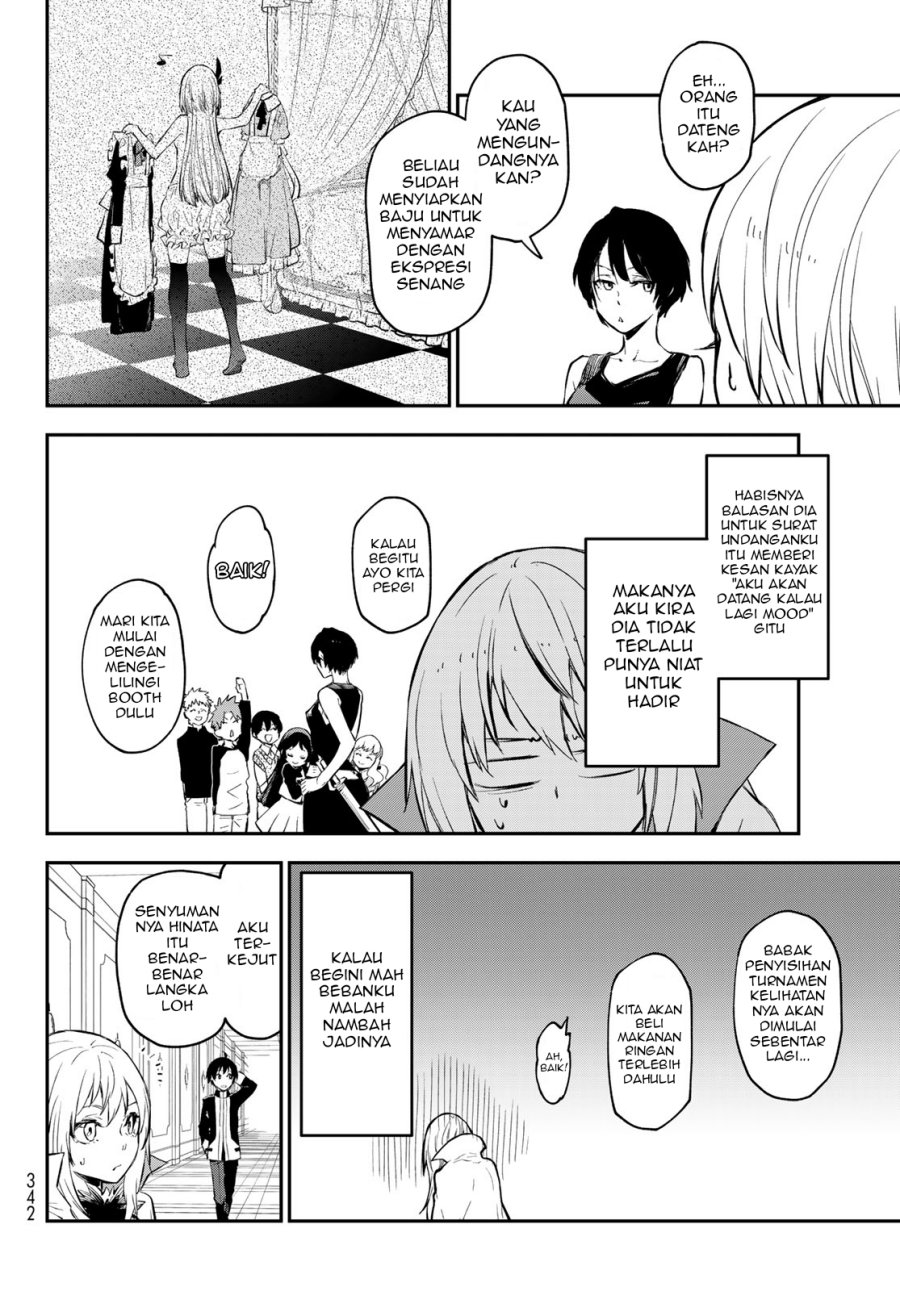 EH...
ORANG
ITU
DATENG
KAH?
KAU
YANG
MENGUN-
DANGNYA
KAN?
BELIAU
SUDAH
MENYIAPKAN
BAJU UNTUK
MENYAMAR
DENGAN
EKSPRESI
SENANG
HABISNYA
BALASAN DIA
UNTUK SURAT
UNDANGANKU
ITU MEMBERI
KESAN KAYAK
"AKU AKAN
DATANG KALAU
LAGI MOOD"
GITU
MAKANYA
AKU KIRA
DIA TIDAK
TERLALU
PUNYA NIAT
UNTUK
HADIR
KALAU
BEGITU
AYO KITA
PERGI
BAIK!
MARI KITA
MULAI
DENGAN
MENGE-
LILINGI
BOOTH
DULU
BABAK
PENYISIHAN
TURNAMEN
KELIHATAN
NYA AKAN
DIMULAI
SEBENTAR
LAGI...
KITA AKAN
BELI
MAKANAN
RINGAN
TERLEBIH
DAHULU
AH,
BAIK!
KALAU
BEGINI MAH
BEBANKU
MALAH
NAMBAH
JADINYA
AKU
TER-
KEJUT
SENYUMAN
NYA HINATA
ITU
BENAR-
BENAR
LANGKA
LOH
342